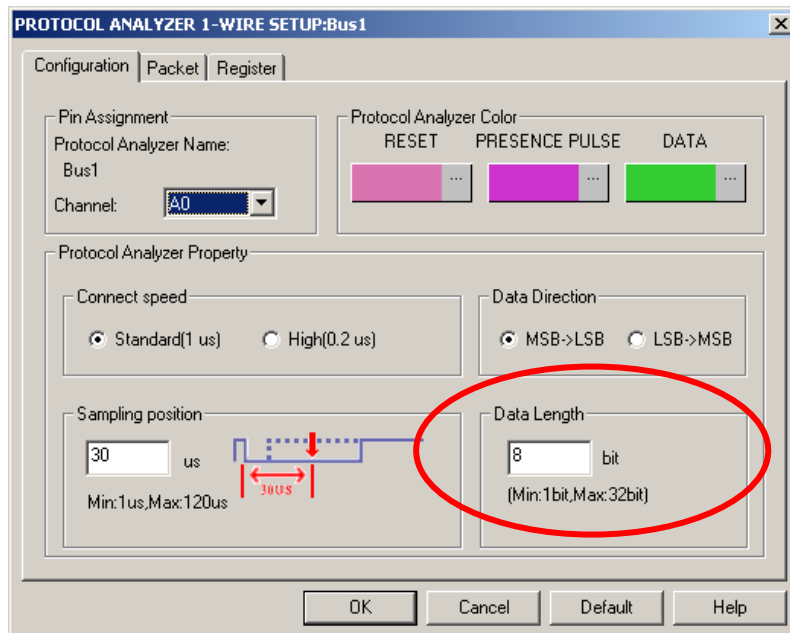 PROTOCOL ANALYZER 1-WIRE SETUP:Bus1
Configuration Packet Register
Pin Assignment
Protocol Analyzer Name:
Bus1
Channel: A0
Protocol Analyzer Color
RESET PRESENCE PULSE DATA
... ... ...
Protocol Analyzer Property
Connect speed
Standard(1 us) High(0.2 us)
Data Direction
MSB->LSB LSB->MSB
Sampling position
30 us
30US
Min:1us,Max:120us
Data Length
8 bit
(Min:1bit,Max:32bit)
OK Cancel Default Help